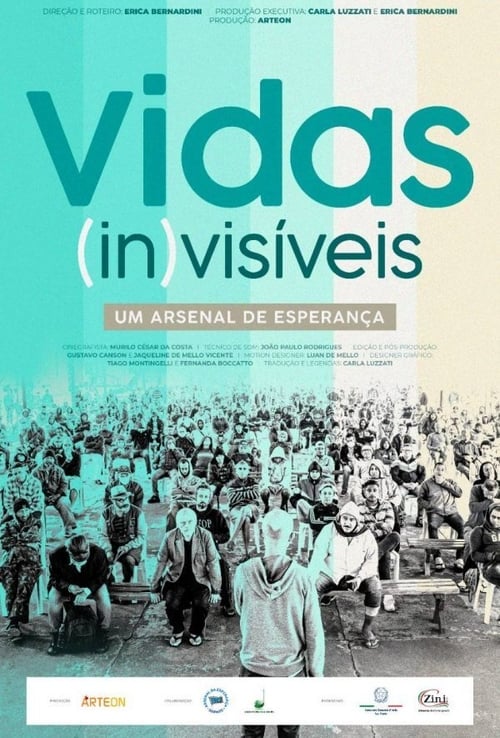 DIREÇÃO E ROTEIRO: ERICA BERNARDINI PRODUÇÃO EXECUTIVA: CARLA LUZZATI E ERICA BERNARDINI
PRODUÇÃO: ARTEON
Vidas
(in)visíveis
UM ARSENAL DE ESPERANÇA
CINEGRAFISTA: MURILO CÉSAR DA COSTA | TÉCNICO DE SOM: JOÃO PAULO RODRIGUES EDIÇÃO E PÓS-PRODUÇÃO:
GUSTAVO CANSON E JAQUELINE DE MELLO VICENTE | MOTION DESIGNER: LUAN DE MELLO | DESIGNER GRÁFICO:
TIAGO MONTINGELLI E FERNANDA BOCCATTO TRADUÇÃO E LEGENDAS: CARLA LUZZATI
ARTEON
Zini